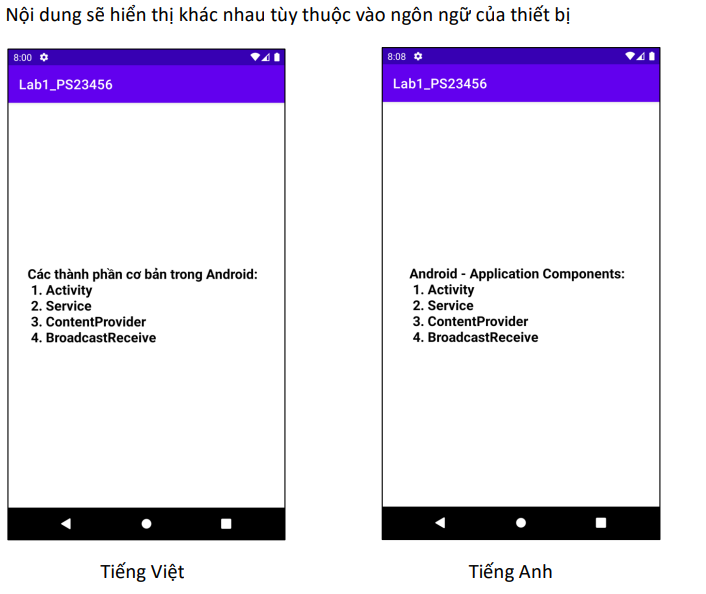 Nội dung sẽ hiển thị khác nhau tùy thuộc vào ngôn ngữ của thiết bị
8:00
Lab1_PS23456
Các thành phần cơ bản trong Android:
1. Activity
2. Service
3. ContentProvider
4. BroadcastReceive
Tiếng Việt
8:08
Lab1_PS23456
Android - Application Components:
1. Activity
2. Service
3. ContentProvider
4. BroadcastReceive
Tiếng Anh